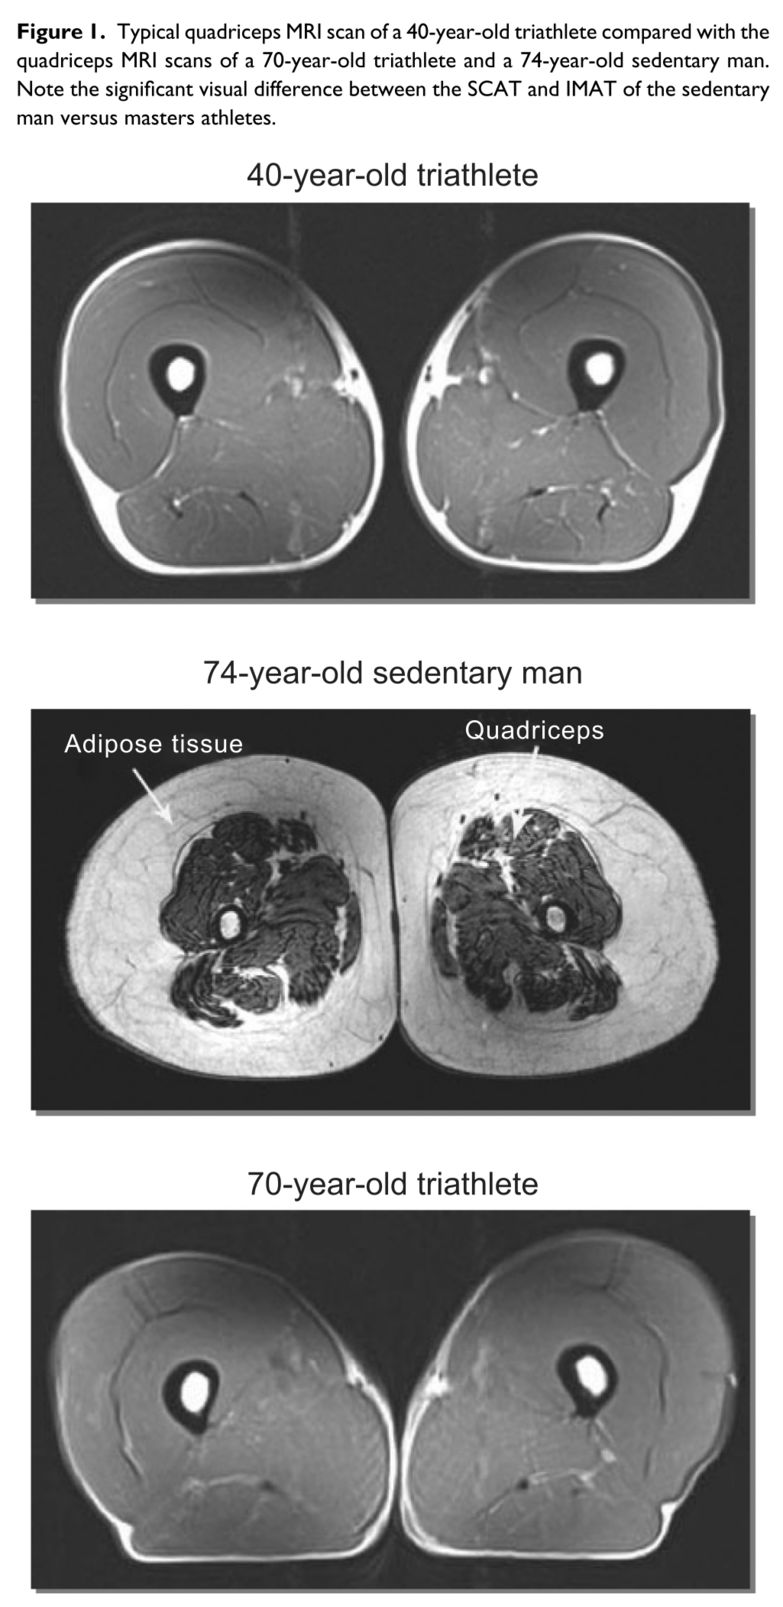 Figure 1. Typical quadriceps MRI scan of a 40-year-old triathlete compared with the
quadriceps MRI scans of a 70-year-old triathlete and a 74-year-old sedentary man.
Note the significant visual difference between the SCAT and IMAT of the sedentary
man versus masters athletes.
40-year-old triathlete
74-year-old sedentary man
Adipose tissue
Quadriceps
70-year-old triathlete